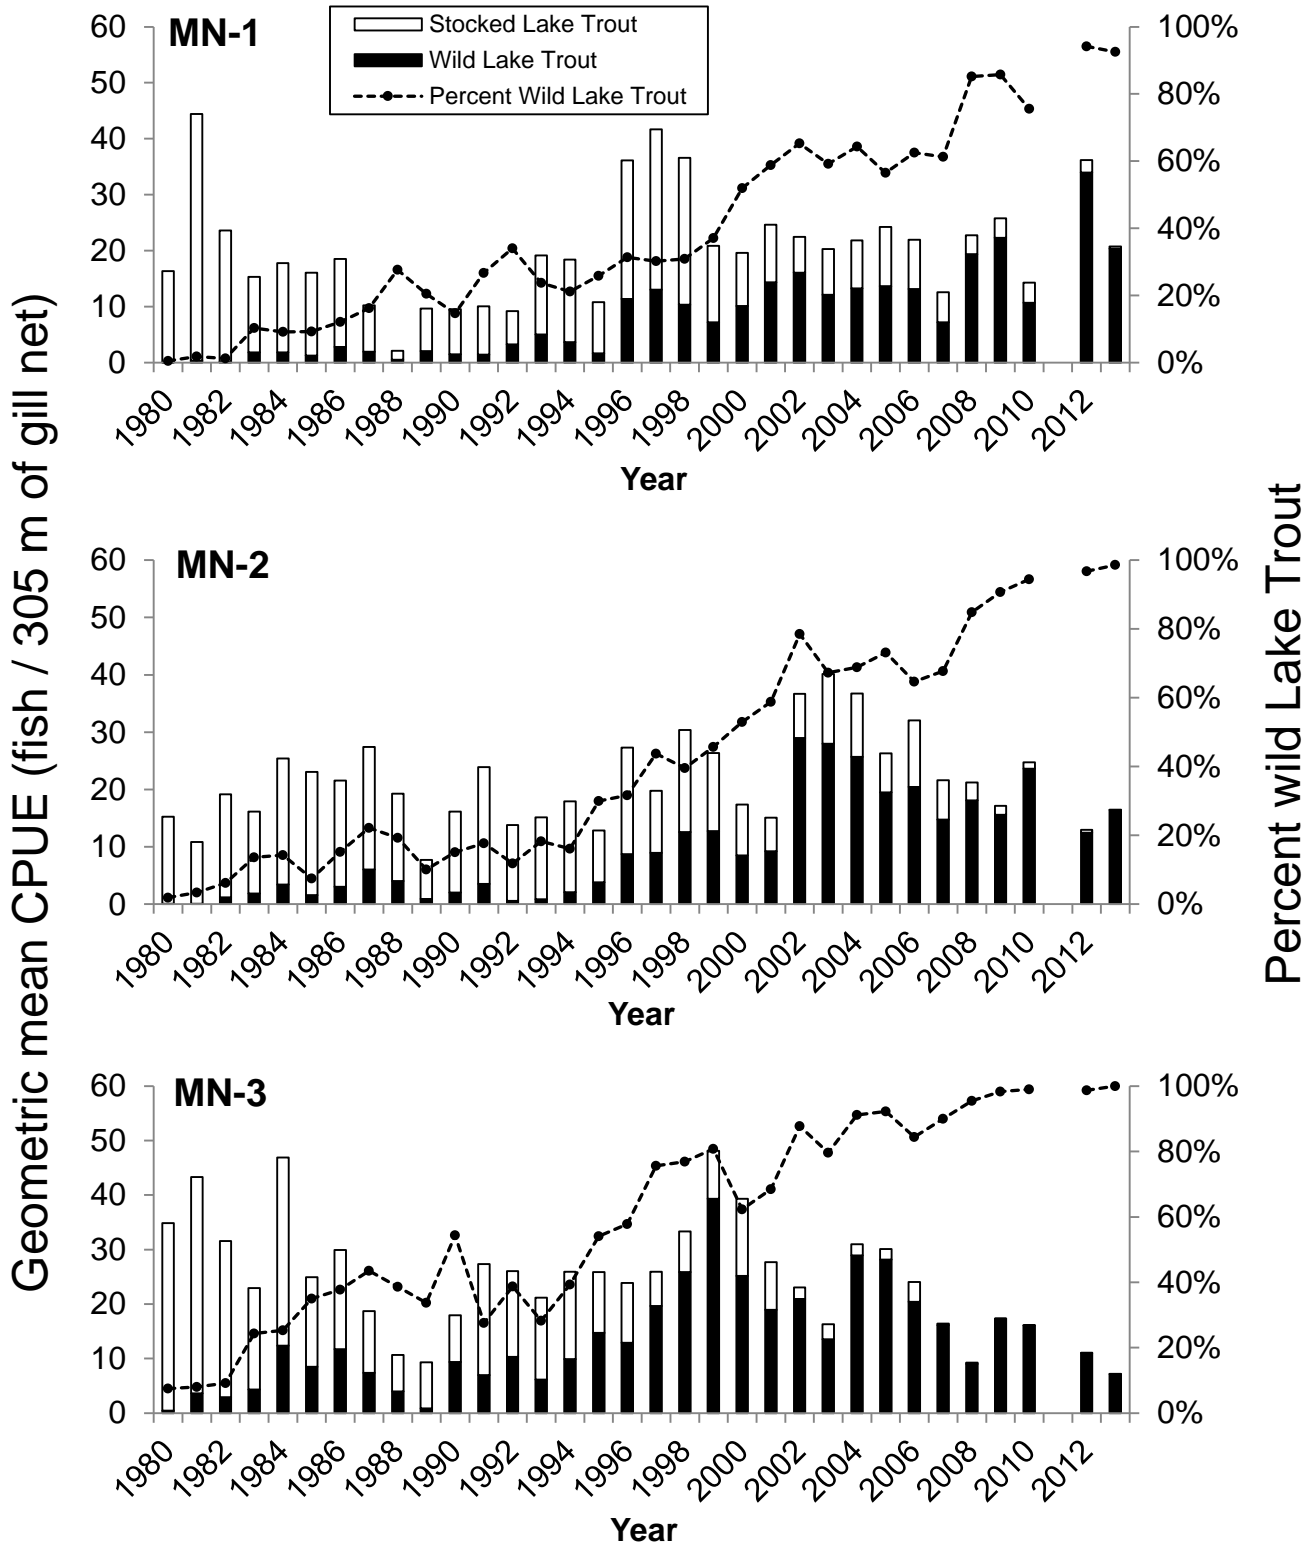 Geometric mean CPUE (fish / 305 m of gill net)
Percent wild Lake Trout
MN-1
Stocked Lake Trout
Wild Lake Trout
Percent Wild Lake Trout
60
50
40
30
20
10
0
100%
80%
60%
40%
20%
0%
1980 1982 1984 1986 1988 1990 1992 1994 1996 1998 2000 2002 2004 2006 2008 2010 2012
Year
MN-2
60
50
40
30
20
10
0
100%
80%
60%
40%
20%
0%
1980 1982 1984 1986 1988 1990 1992 1994 1996 1998 2000 2002 2004 2006 2008 2010 2012
Year
MN-3
60
50
40
30
20
10
0
100%
80%
60%
40%
20%
0%
1980 1982 1984 1986 1988 1990 1992 1994 1996 1998 2000 2002 2004 2006 2008 2010 2012
Year